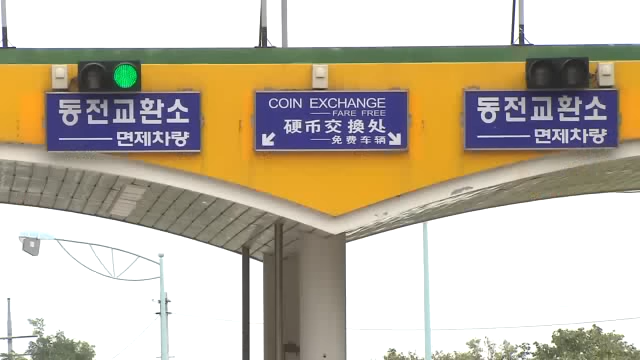 동전교환소
── 면제차량
COIN EXCHANGE
── FARE FREE
硬币交換处
── 免费车辆
동전교환소
── 면제차량